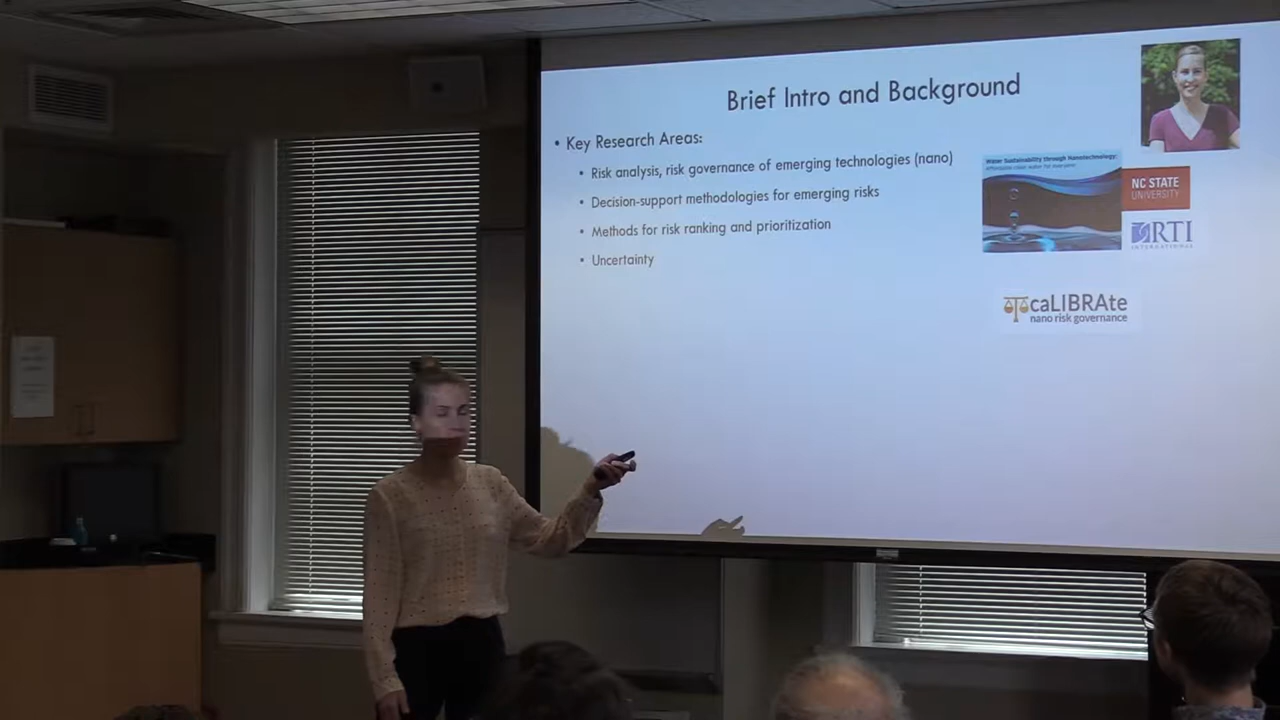 Brief Intro and Background
• Key Research Areas:
• Risk analysis, risk governance of emerging technologies (nano)
• Decision-support methodologies for emerging risks
• Methods for risk ranking and prioritization
• Uncertainty
Water Sustainability through Nanotechnology:
NC STATE
UNIVERSITY
RTI
INTERNATIONAL
caLIBRAte
nano risk governance